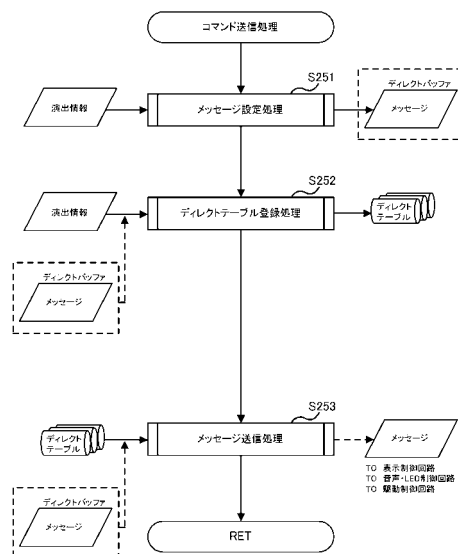 コマンド送信処理
S251
ディレクトバッファ
演出情報
メッセージ設定処理
メッセージ
S252
演出情報
ディレクトテーブル登録処理
ディレクト
テーブル
ディレクトバッファ
メッセージ
S253
ディレクト
テーブル
メッセージ送信処理
メッセージ
TO 表示制御回路
TO 音声・LED制御回路
TO 駆動制御回路
ディレクトバッファ
メッセージ
RET